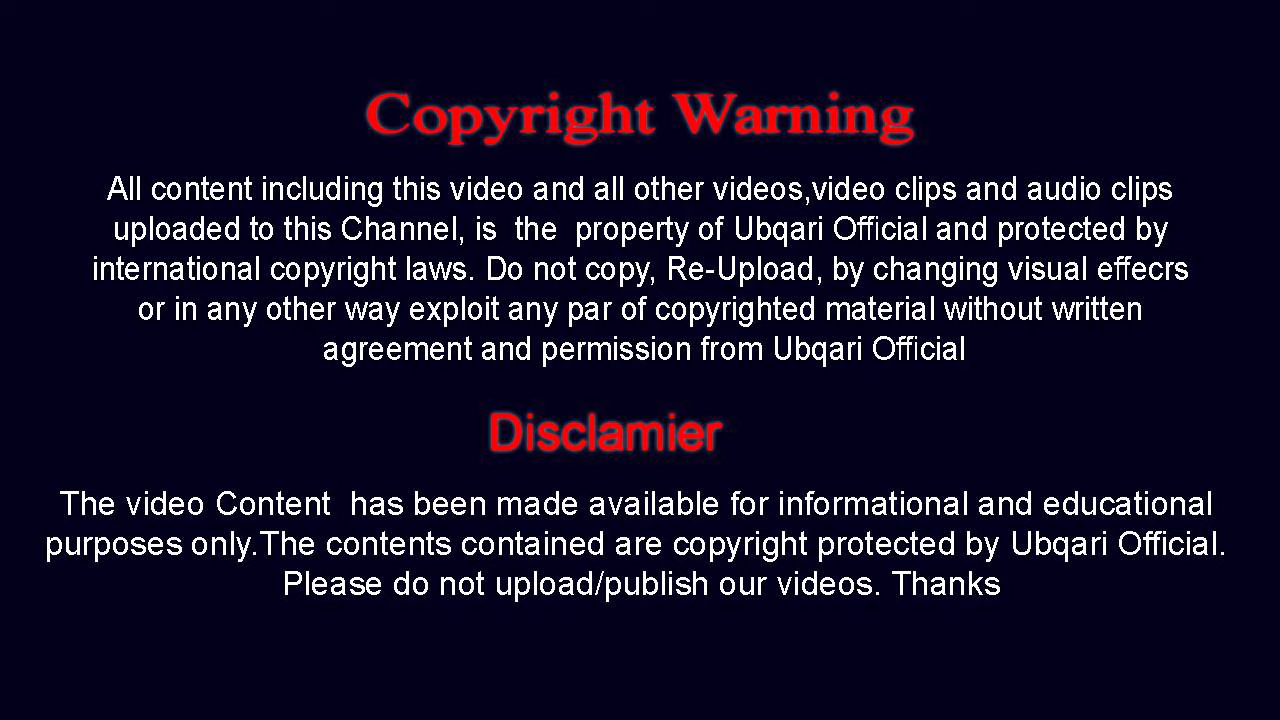 Copyright Warning
All content including this video and all other videos,video clips and audio clips
uploaded to this Channel, is  the  property of Ubqari Official and protected by
international copyright laws. Do not copy, Re-Upload, by changing visual effecrs
or in any other way exploit any par of copyrighted material without written
agreement and permission from Ubqari Official
Disclamier
The video Content  has been made available for informational and educational
purposes only.The contents contained are copyright protected by Ubqari Official.
Please do not upload/publish our videos. Thanks